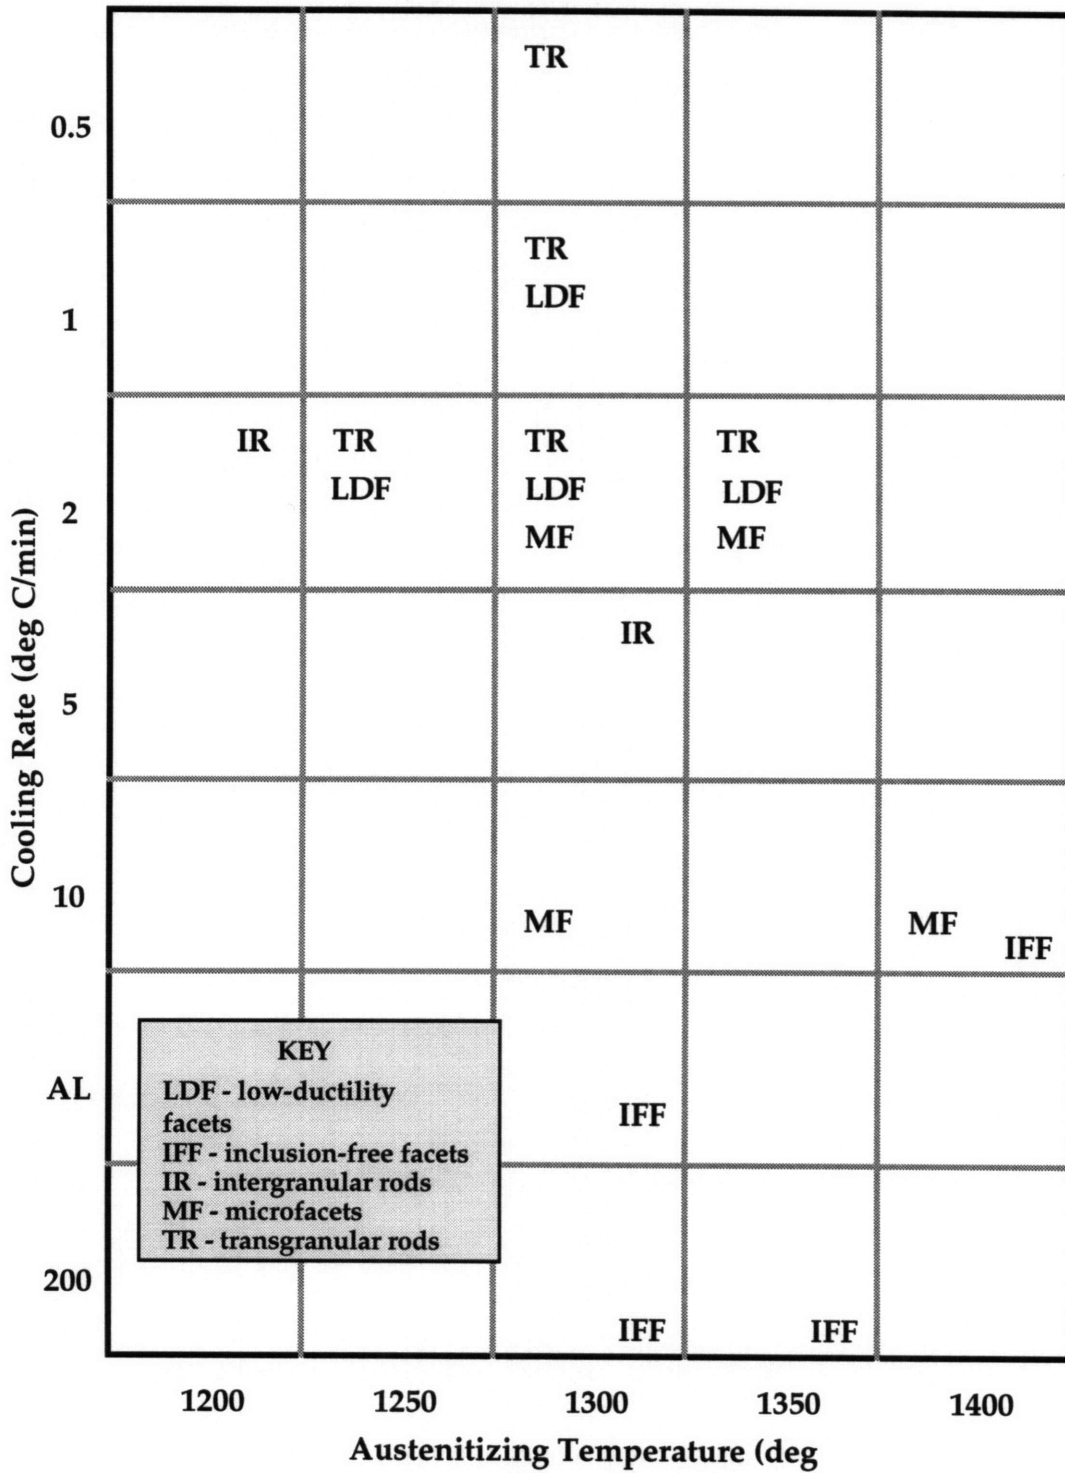 TR
0.5
TR
LDF
1
IR TR TR TR
LDF LDF LDF
2
MF MF
Cooling Rate (deg C/min)
IR
5
10
MF MF
IFF
KEY
LDF - low-ductility
facets
IFF - inclusion-free facets
IR - intergranular rods
MF - microfacets
TR - transgranular rods
AL
IFF
200
IFF IFF
1200 1250 1300 1350 1400
Austenitizing Temperature (deg